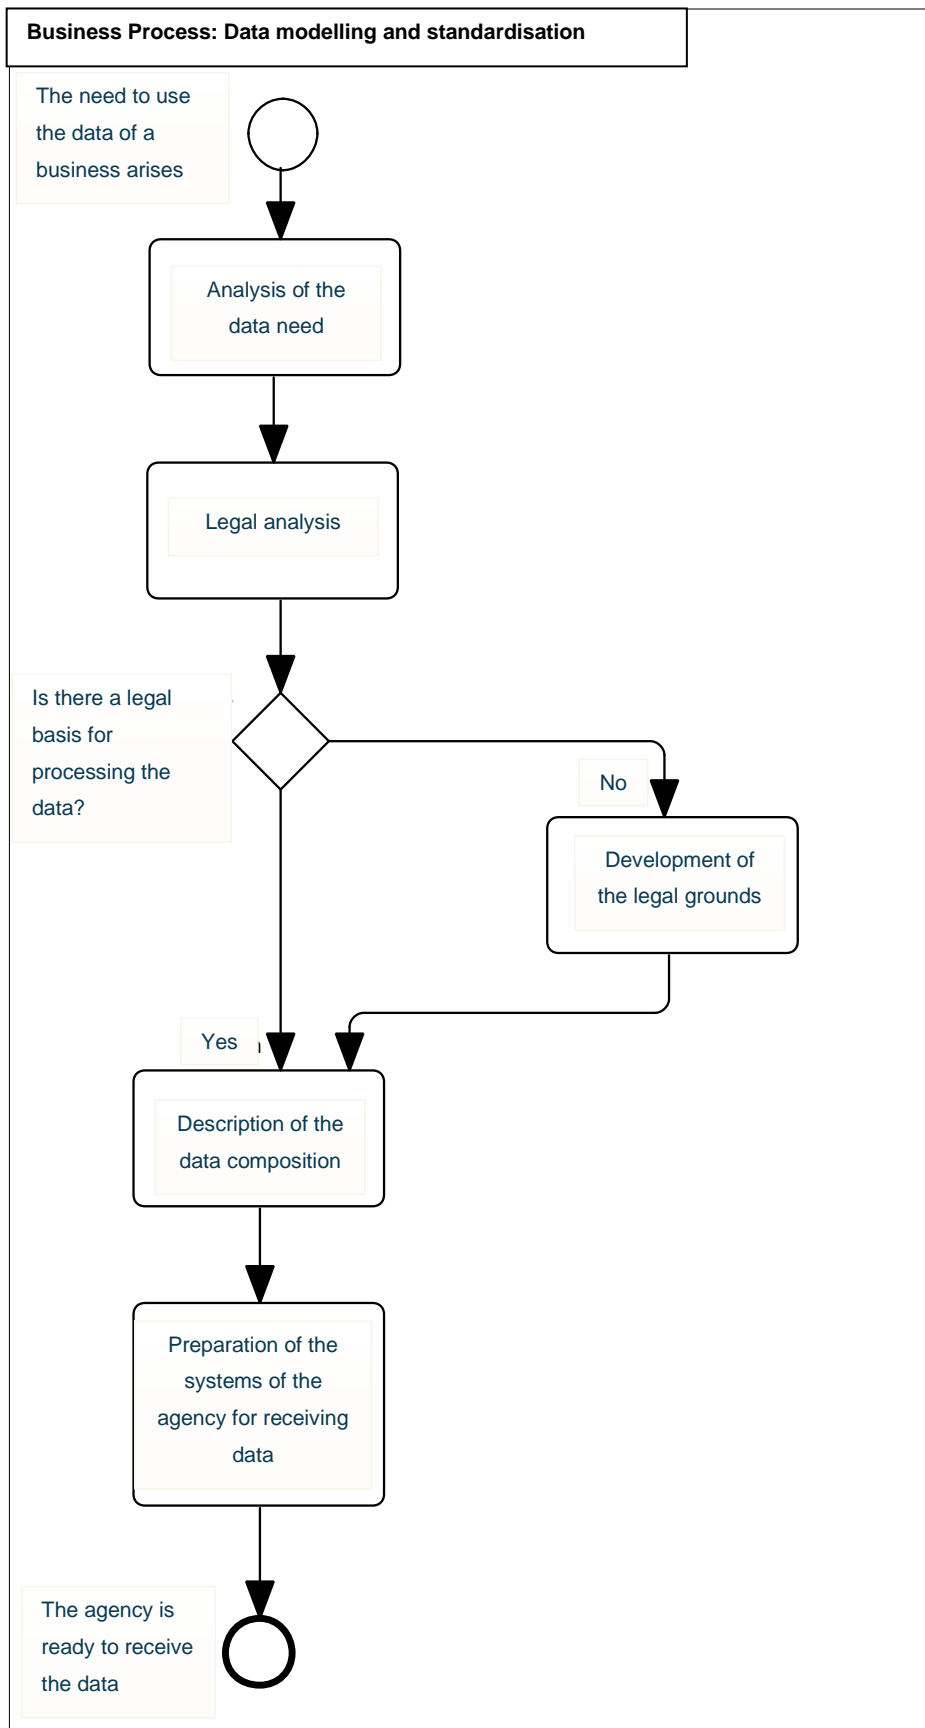 Business Process: Data modelling and standardisation
The need to use
the data of a
business arises
Analysis of the
data need
Legal analysis
Is there a legal
basis for
processing the
data?
No
Development of
the legal grounds
Yes
Description of the
data composition
Preparation of the
systems of the
agency for receiving
data
The agency is
ready to receive
the data